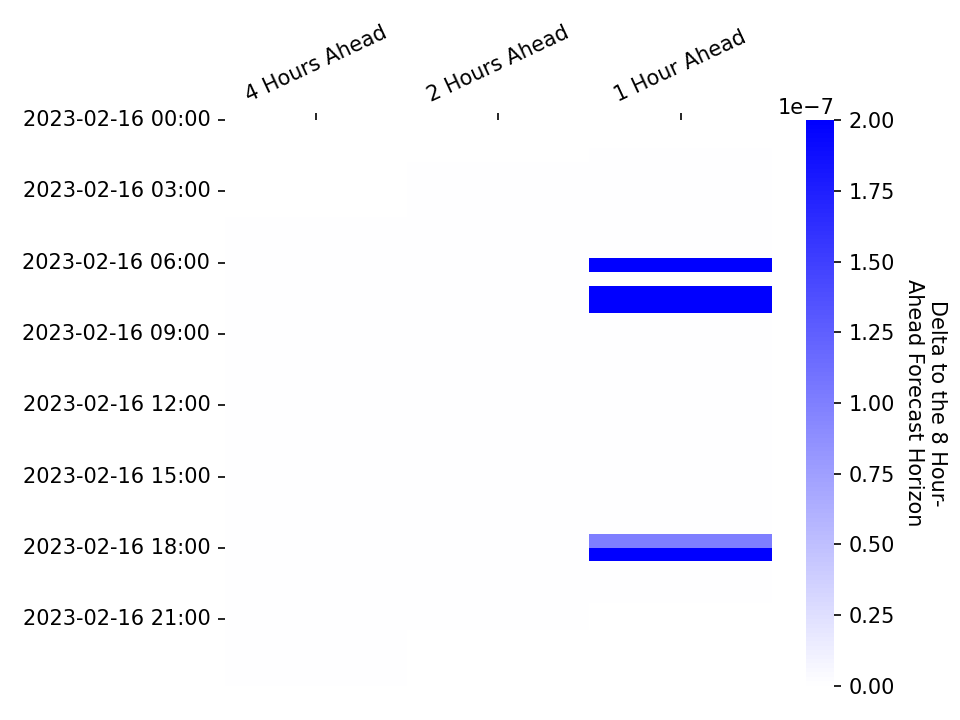 4 Hours Ahead
2 Hours Ahead
1 Hour Ahead
2023-02-16 00:00
2023-02-16 03:00
2023-02-16 06:00
2023-02-16 09:00
2023-02-16 12:00
2023-02-16 15:00
2023-02-16 18:00
2023-02-16 21:00
1e−7
2.00
1.75
1.50
1.25
1.00
0.75
0.50
0.25
0.00
Delta to the 8 Hour-
Ahead Forecast Horizon